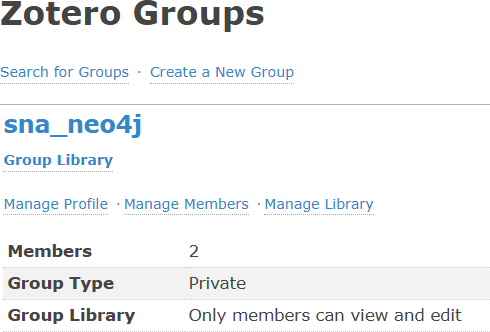 Zotero Groups
Search for Groups · Create a New Group
sna_neo4j
Group Library
Manage Profile · Manage Members · Manage Library
Members 2
Group Type Private
Group Library Only members can view and edit